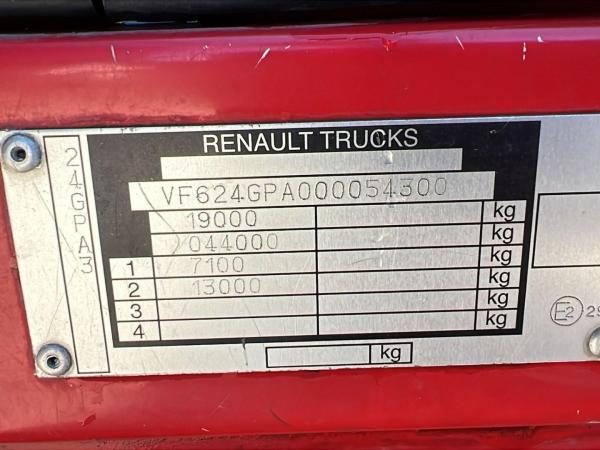 RENAULT TRUCKS
24GPA3
VF624GPA000054300
19000 kg
044000 kg
1 7100 kg
2 13000 kg
3 kg
4 kg
kg
E2 29